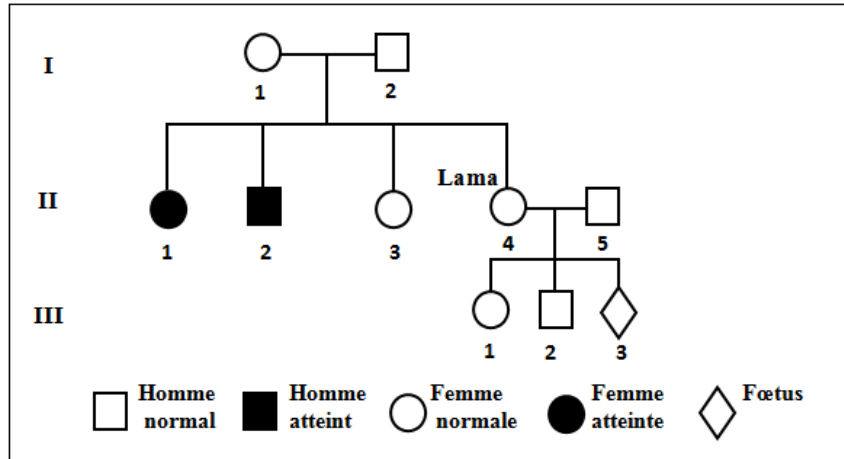 I
1 2
Lama
II
1 2 3 4 5
III
1 2 3
Homme normal
Homme atteint
Femme normale
Femme atteinte
Fœtus